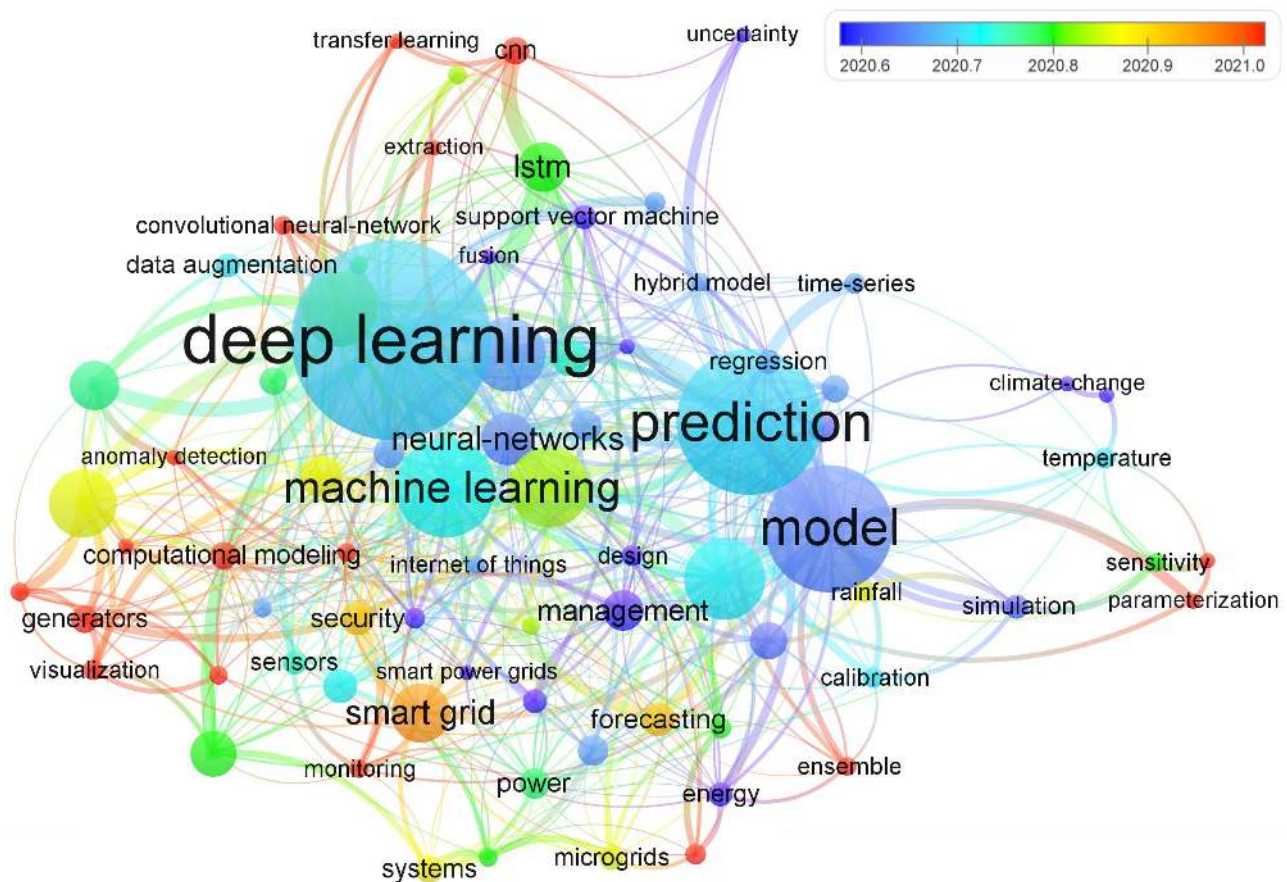 transfer learning
cnn
uncertainty
2020.6 2020.7 2020.8 2020.9 2021.0
extraction
lstm
convolutional neural-network
support vector machine
data augmentation
fusion
hybrid model
time-series
deep learning
regression
climate-change
neural-networks
prediction
anomaly detection
temperature
machine learning
model
computational modeling
internet of things
design
sensitivity
generators
security
management
rainfall
simulation
parameterization
visualization
sensors
smart power grids
calibration
smart grid
forecasting
monitoring
power
energy
ensemble
systems
microgrids